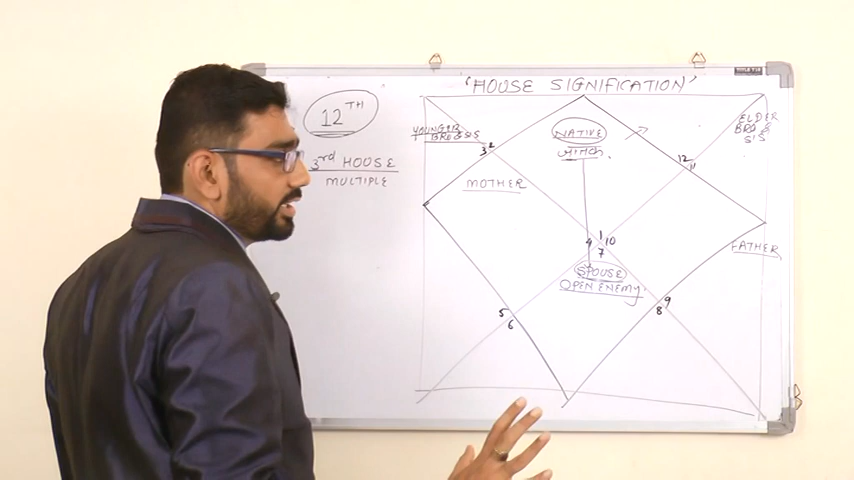 'HOUSE SIGNIFICATION'
12TH
3rd HOUSE
MULTIPLE
YOUNGER
BRO & SIS
NATIVE
ELDER
BRO &
SIS
3 2
12
11
MOTHER
1
4 10
7
FATHER
SPOUSE
OPEN ENEMY
5
6
9
8